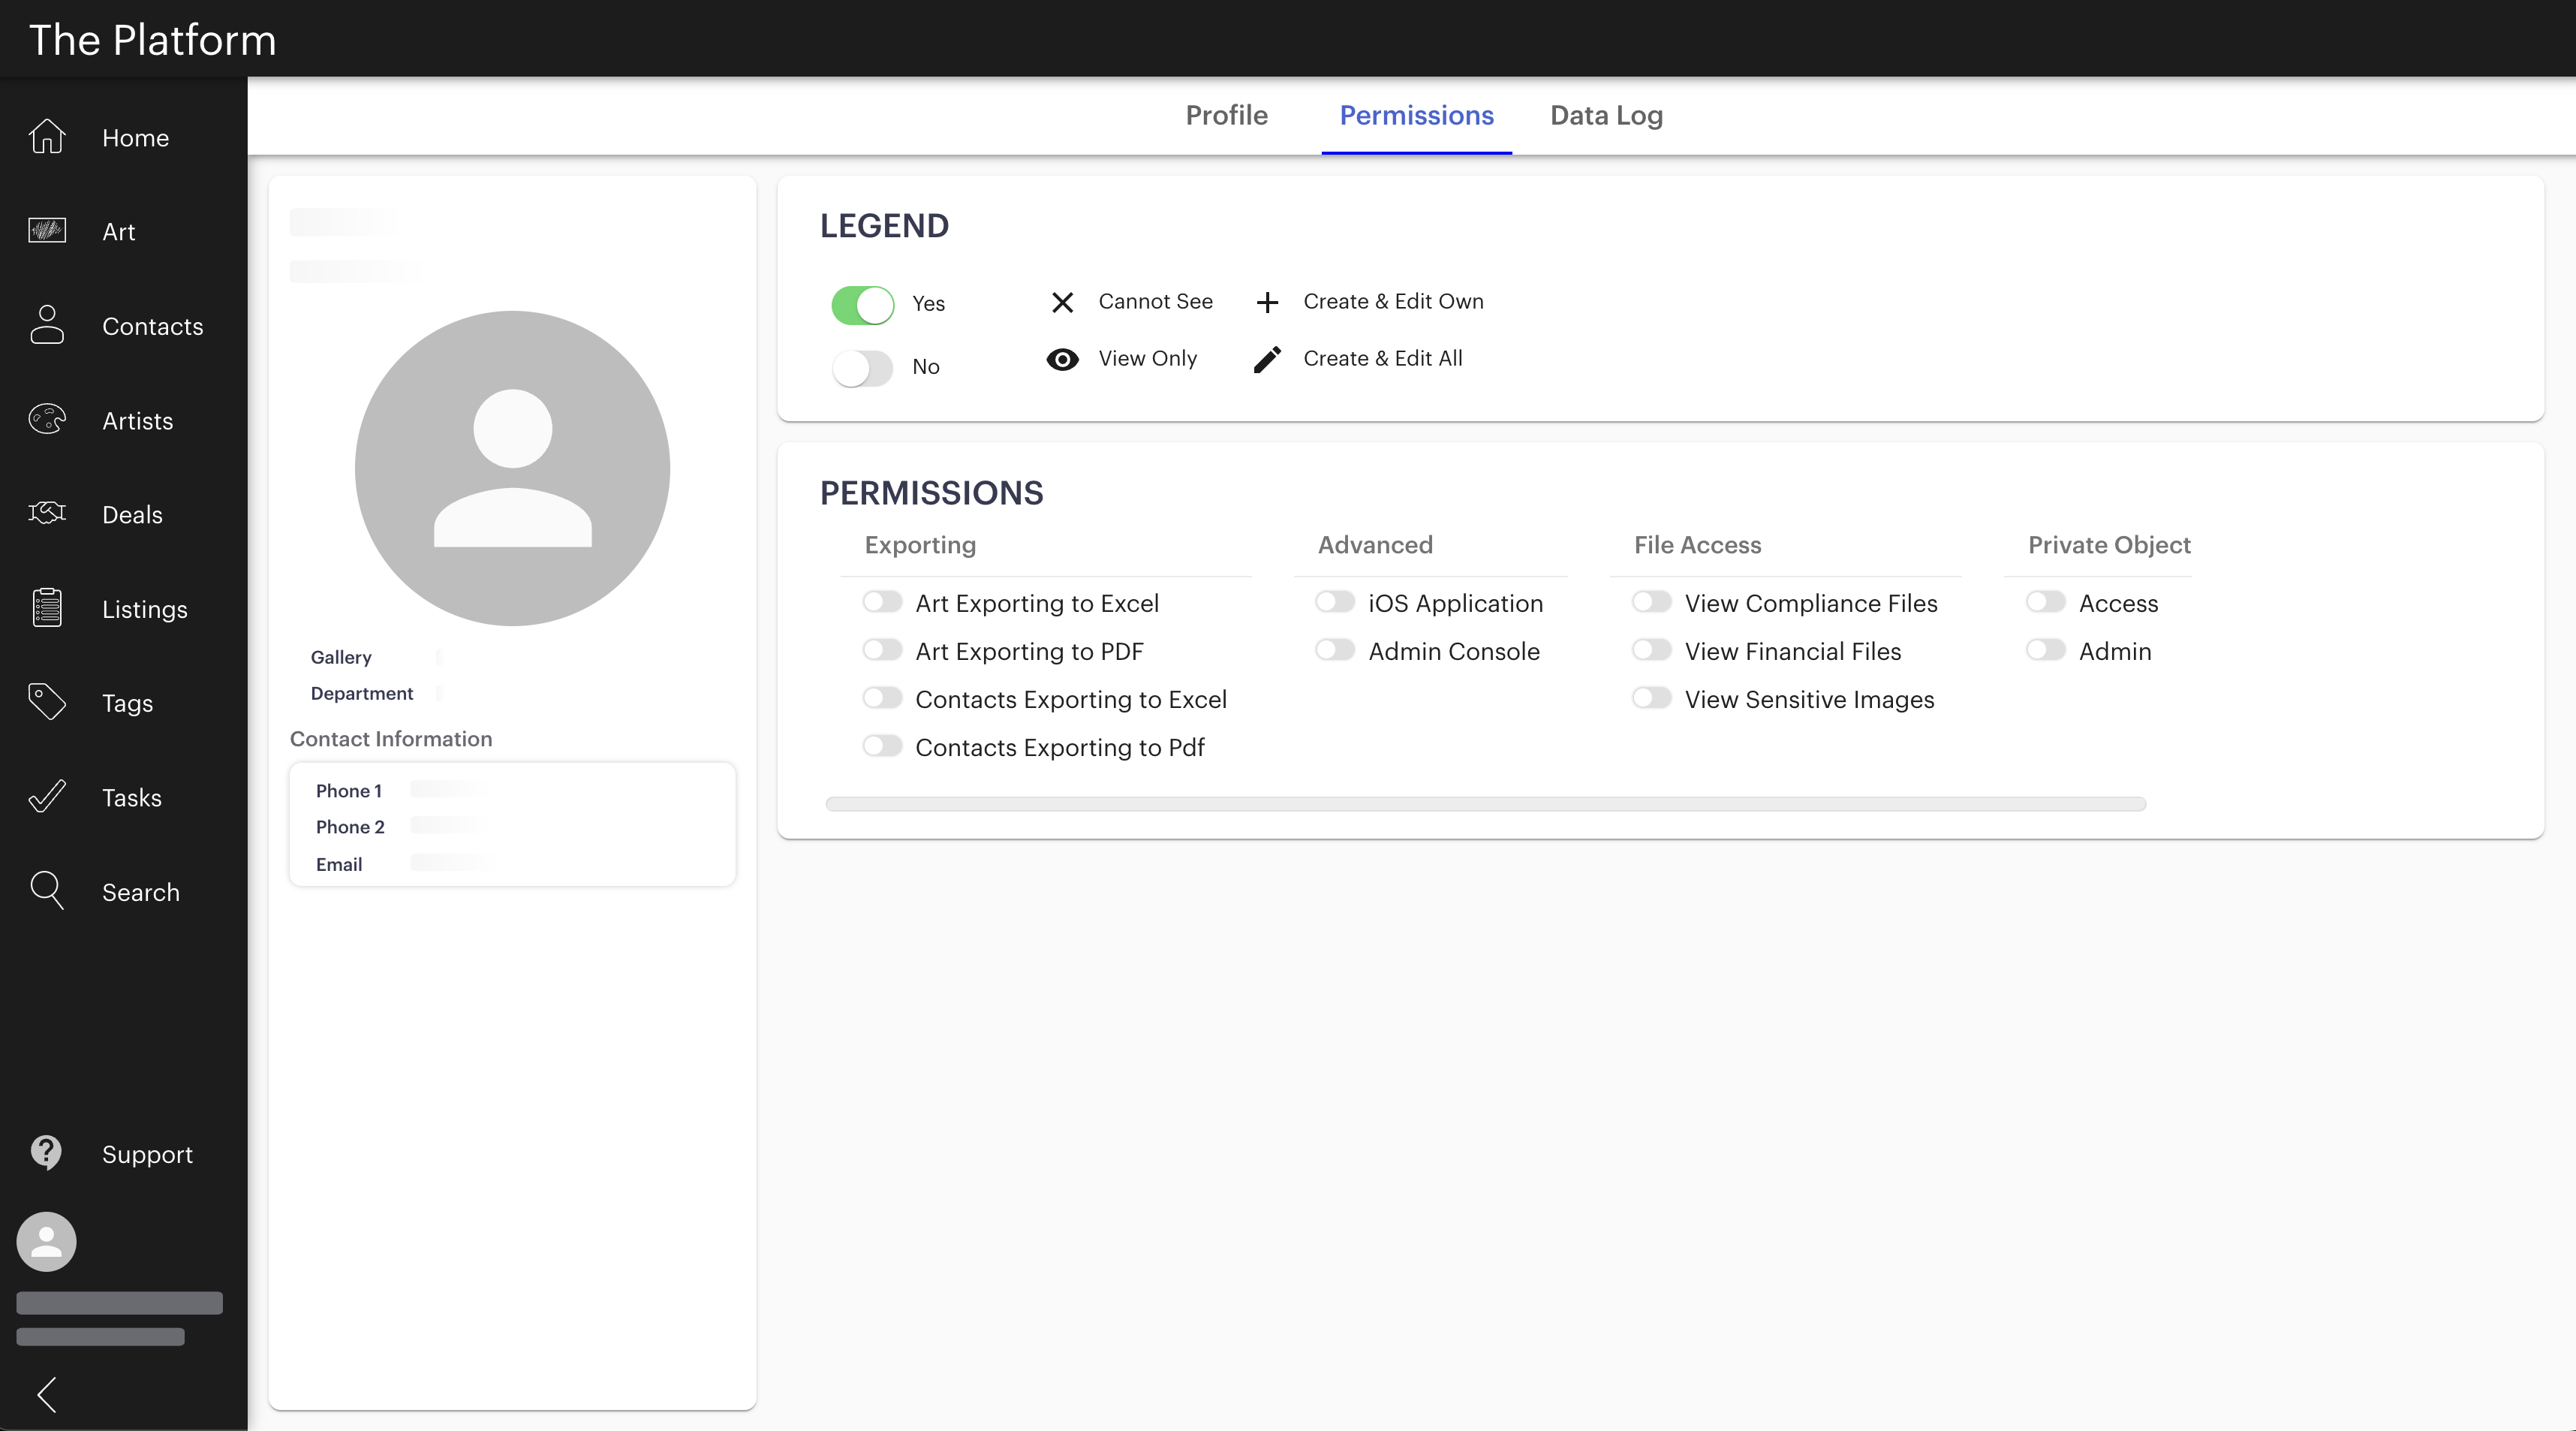 The Platform
Home
Art
Contacts
Artists
Deals
Listings
Tags
Tasks
Search
Support
Profile Permissions Data Log
Gallery
Department
Contact Information
Phone 1
Phone 2
Email
LEGEND
Yes Cannot See Create & Edit Own
No View Only Create & Edit All
PERMISSIONS
Exporting Advanced File Access Private Object
Art Exporting to Excel iOS Application View Compliance Files Access
Art Exporting to PDF Admin Console View Financial Files Admin
Contacts Exporting to Excel View Sensitive Images
Contacts Exporting to Pdf